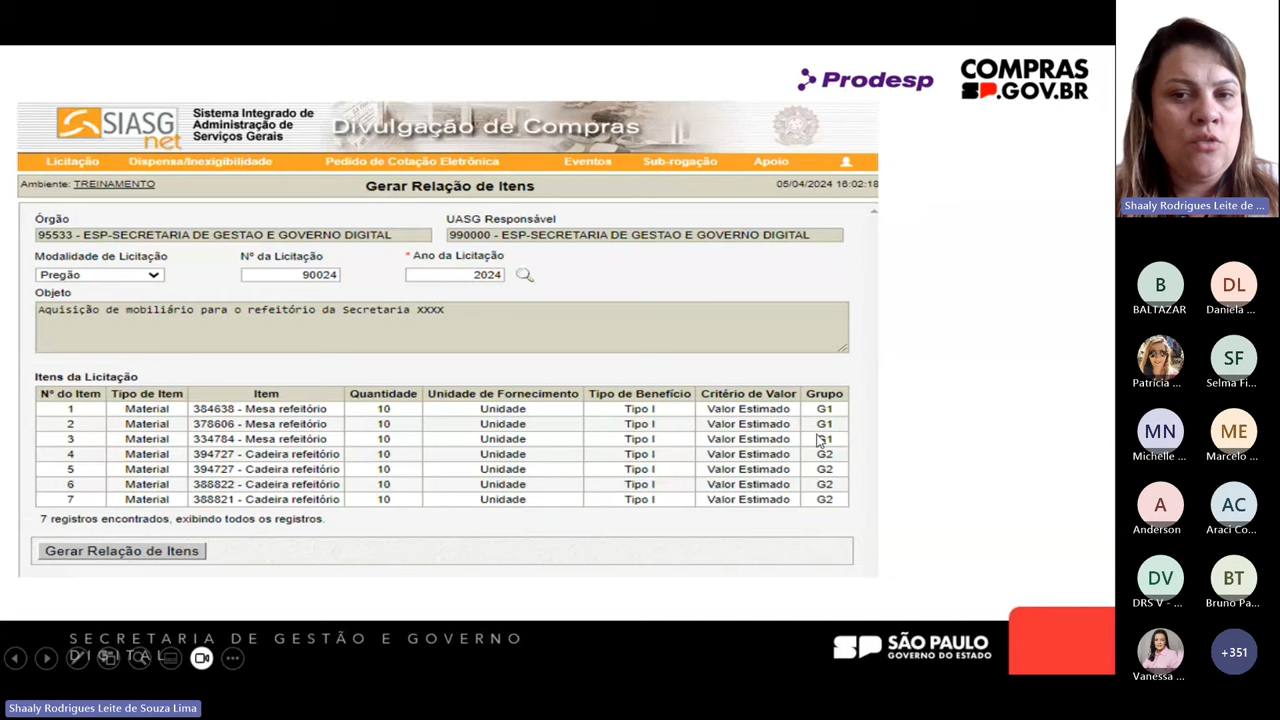 Prodesp
COMPRAS
SP.GOV.BR
SIASG
net
Sistema Integrado de
Administração de
Serviços Gerais
Divulgação de Compras
Licitação Dispensa/Inexigibilidade Pedido de Cotação Eletrônica Eventos Sub-rogação Apoio
Ambiente: TREINAMENTO Gerar Relação de Itens 05/04/2024 16:02:18
Órgão UASG Responsável
95533 - ESP-SECRETARIA DE GESTAO E GOVERNO DIGITAL 990000 - ESP-SECRETARIA DE GESTAO E GOVERNO DIGITAL
Modalidade de Licitação Nº da Licitação * Ano da Licitação
Pregão 90024 2024
Objeto
Aquisição de mobiliário para o refeitório da Secretaria XXXX
Itens da Licitação
Nº do Item Tipo de Item Item Quantidade Unidade de Fornecimento Tipo de Benefício Critério de Valor Grupo
1 Material 384638 - Mesa refeitório 10 Unidade Tipo I Valor Estimado G1
2 Material 378606 - Mesa refeitório 10 Unidade Tipo I Valor Estimado G1
3 Material 334784 - Mesa refeitório 10 Unidade Tipo I Valor Estimado G1
4 Material 394727 - Cadeira refeitório 10 Unidade Tipo I Valor Estimado G2
5 Material 394727 - Cadeira refeitório 10 Unidade Tipo I Valor Estimado G2
6 Material 388822 - Cadeira refeitório 10 Unidade Tipo I Valor Estimado G2
7 Material 388821 - Cadeira refeitório 10 Unidade Tipo I Valor Estimado G2
7 registros encontrados, exibindo todos os registros.
Gerar Relação de Itens
SECRETARIA DE GESTÃO E GOVERNO
DIGITAL
SP SÃO PAULO
GOVERNO DO ESTADO
Shaaly Rodrigues Leite de Souza Lima
Shaaly Rodrigues Leite de ...
B DL
BALTAZAR Daniela ...
SF
Patrícia ... Selma Fi...
MN ME
Michelle ... Marcelo ...
A AC
Anderson Araci Co...
DV BT
DRS V - ... Bruno Pa...
+351
Vanessa ...